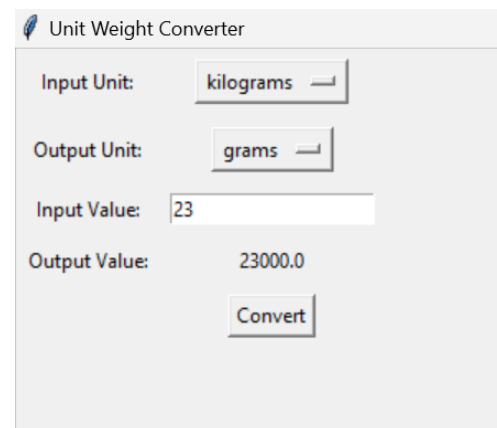 Unit Weight Converter
Input Unit: kilograms
Output Unit: grams
Input Value: 23
Output Value: 23000.0
Convert